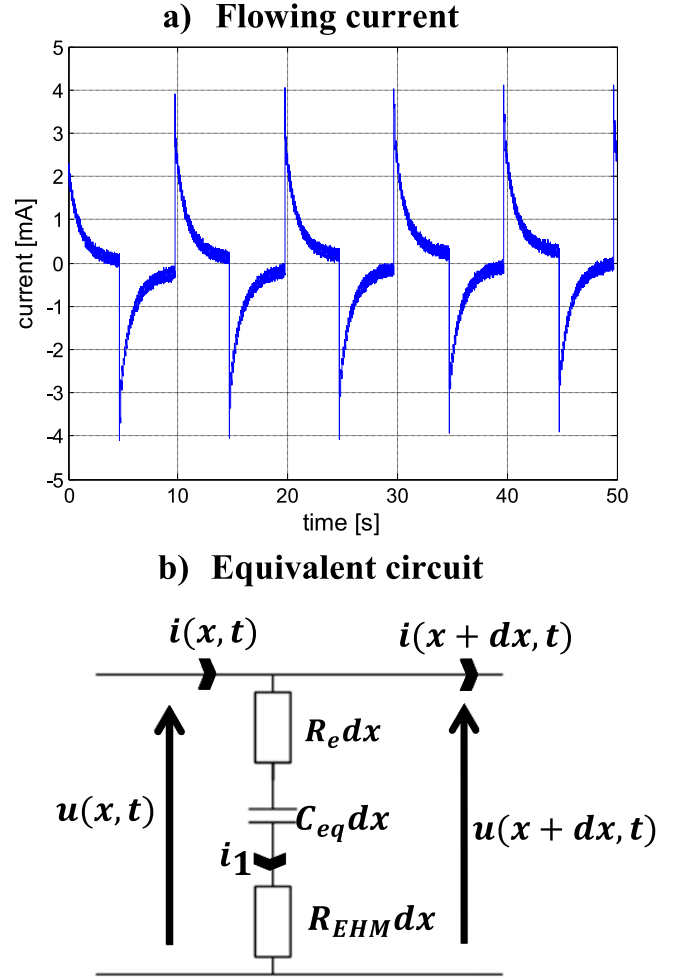 a) Flowing current
5
4
3
2
1
0
-1
-2
-3
-4
-5
current [mA]
0 10 20 30 40 50
time [s]
b) Equivalent circuit
i(x, t) i(x + dx, t)
R_e dx
u(x, t) C_eq dx u(x + dx, t)
i_1
R_EHM dx